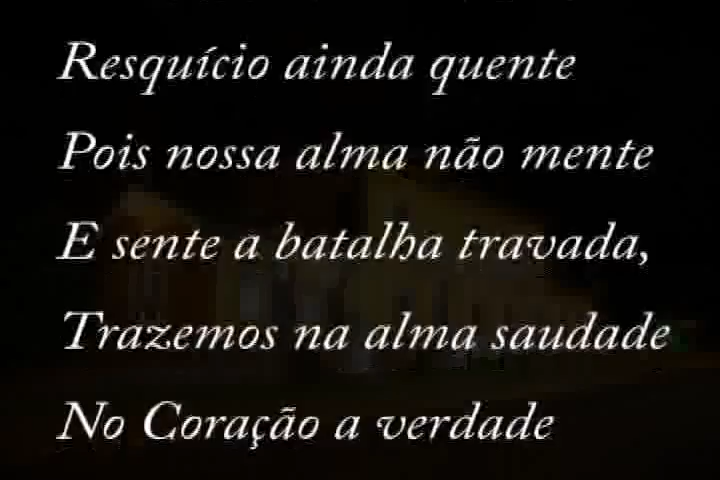 Resquício ainda quente
Pois nossa alma não mente
E sente a batalha travada,
Trazemos na alma saudade
No Coração a verdade